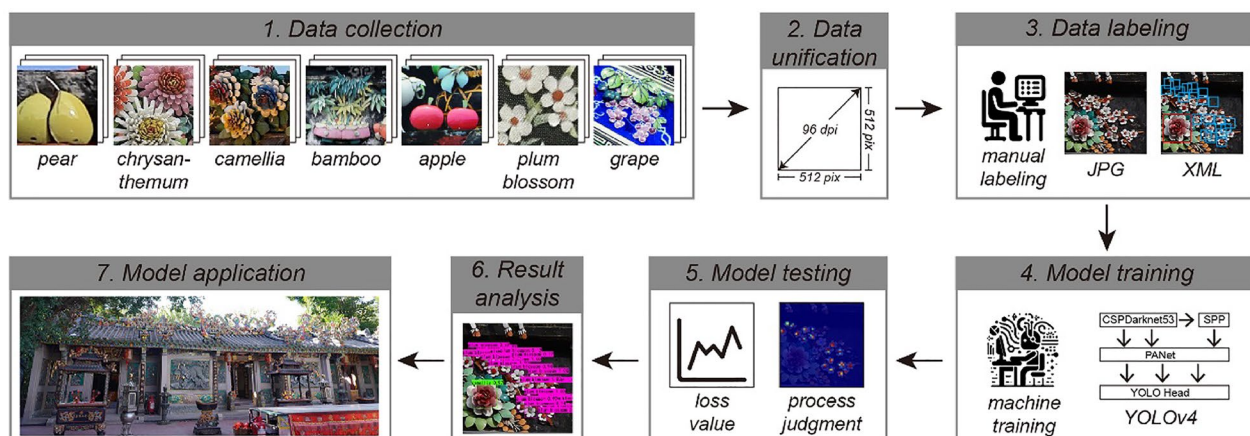 1. Data collection
pear
chrysan-
themum
camellia
bamboo
apple
plum
blossom
grape
2. Data
unification
96 dpi
512 pix
512 pix
3. Data labeling
manual
labeling
JPG
XML
4. Model training
machine
training
CSPDarknet53
SPP
PANet
YOLO Head
YOLOv4
5. Model testing
loss
value
process
judgment
6. Result
analysis
7. Model application